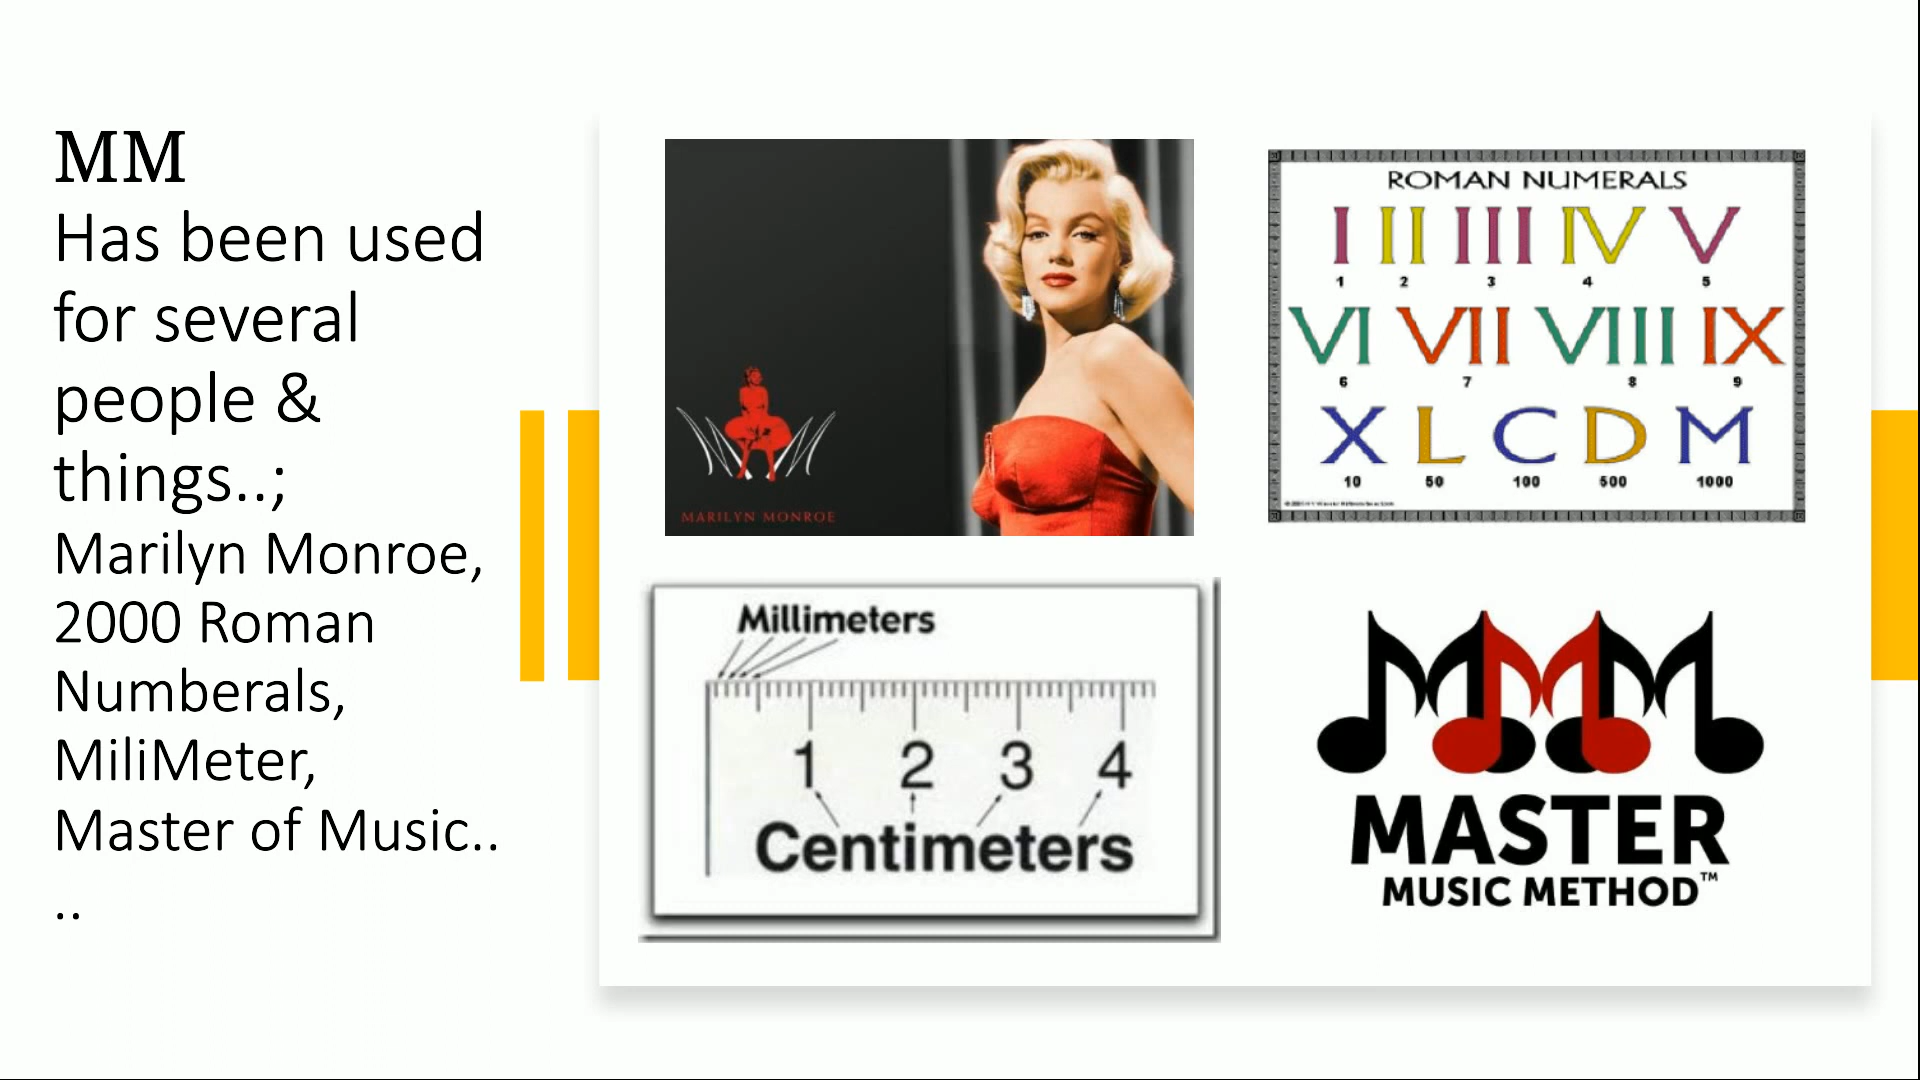 MM
Has been used
for several
people &
things..;
Marilyn Monroe,
2000 Roman
Numberals,
MiliMeter,
Master of Music..
..
MM
MARILYN MONROE
ROMAN NUMERALS
I II III IV V
1 2 3 4 5
VI VII VIII IX
6 7 8 9
X L C D M
10 50 100 500 1000
Millimeters
1 2 3 4
Centimeters
MASTER
MUSIC METHOD™